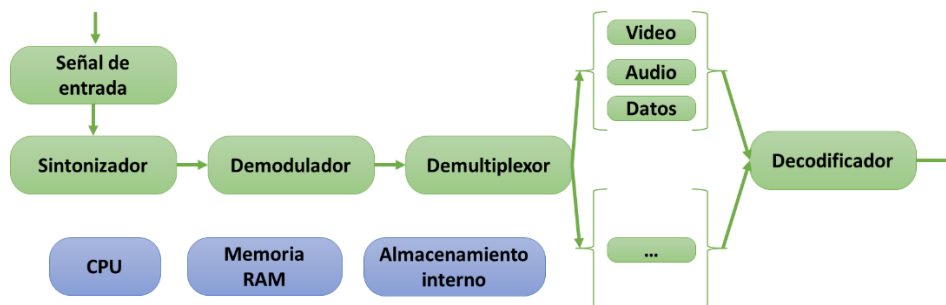 Señal de
entrada
Sintonizador
Demodulador
Demultiplexor
Video
Audio
Datos
...
Decodificador
CPU
Memoria
RAM
Almacenamiento
interno